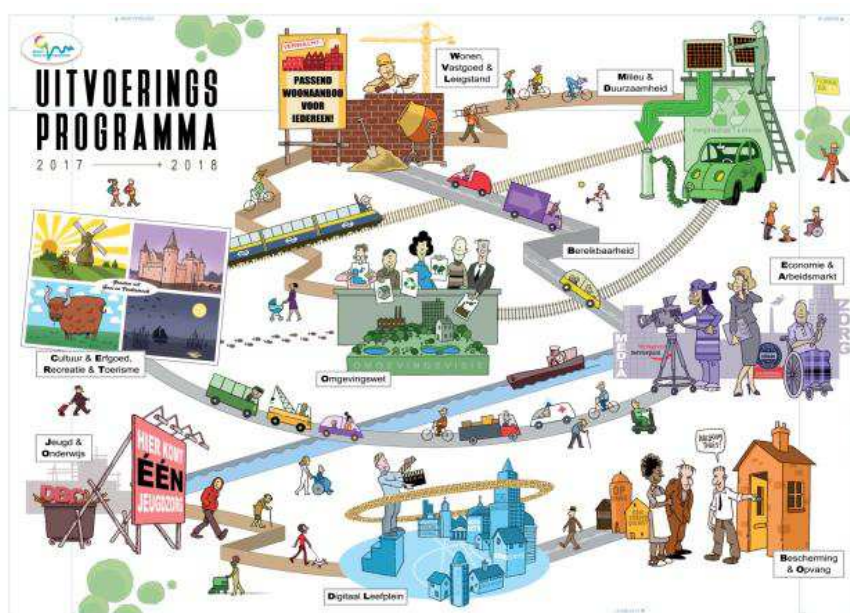 UITVOERINGS
PROGRAMMA
2017 2018
VERKOCHT
PASSEND
WOONAANBOD
VOOR
IEDEREEN!
Wonen,
Vastgoed &
Leegstand
Milieu &
Duurzaamheid
Bereikbaarheid
Economie &
Arbeidsmarkt
MEDIA
ZORG
Cultuur & Erfgoed,
Recreatie & Toerisme
OMGEVINGSVISIE
Omgevingswet
Jeugd &
Onderwijs
HIER KOMT
ÉÉN
JEUGDZORG
Digitaal Leefplein
Bescherming
& Opvang